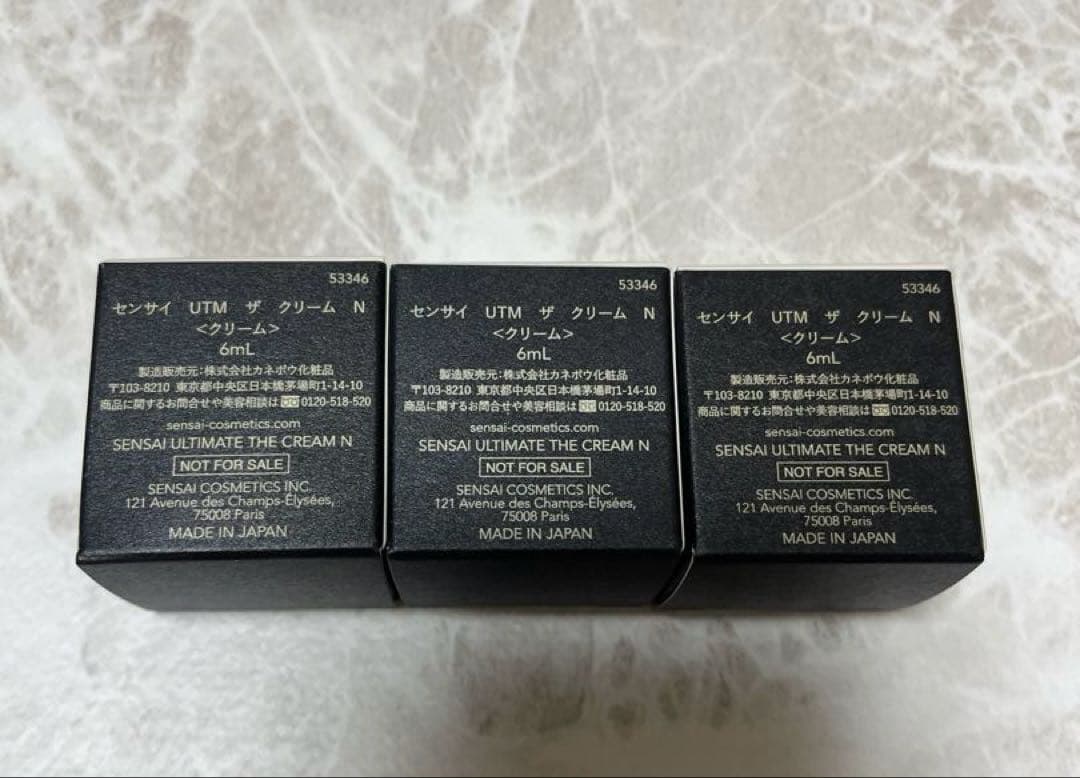 53346
センサイ UTM ザ クリーム N
<クリーム>
6mL
製造販売元:株式会社カネボウ化粧品
〒103-8210 東京都中央区日本橋茅場町1-14-10
商品に関するお問合せや美容相談は 0120-518-520
sensai-cosmetics.com
SENSAI ULTIMATE THE CREAM N
NOT FOR SALE
SENSAI COSMETICS INC.
121 Avenue des Champs-Élysées,
75008 Paris
MADE IN JAPAN
53346
センサイ UTM ザ クリーム N
<クリーム>
6mL
製造販売元:株式会社カネボウ化粧品
〒103-8210 東京都中央区日本橋茅場町1-14-10
商品に関するお問合せや美容相談は 0120-518-520
sensai-cosmetics.com
SENSAI ULTIMATE THE CREAM N
NOT FOR SALE
SENSAI COSMETICS INC.
121 Avenue des Champs-Élysées,
75008 Paris
MADE IN JAPAN
53346
センサイ UTM ザ クリーム N
<クリーム>
6mL
製造販売元:株式会社カネボウ化粧品
〒103-8210 東京都中央区日本橋茅場町1-14-10
商品に関するお問合せや美容相談は 0120-518-520
sensai-cosmetics.com
SENSAI ULTIMATE THE CREAM N
NOT FOR SALE
SENSAI COSMETICS INC.
121 Avenue des Champs-Élysées,
75008 Paris
MADE IN JAPAN